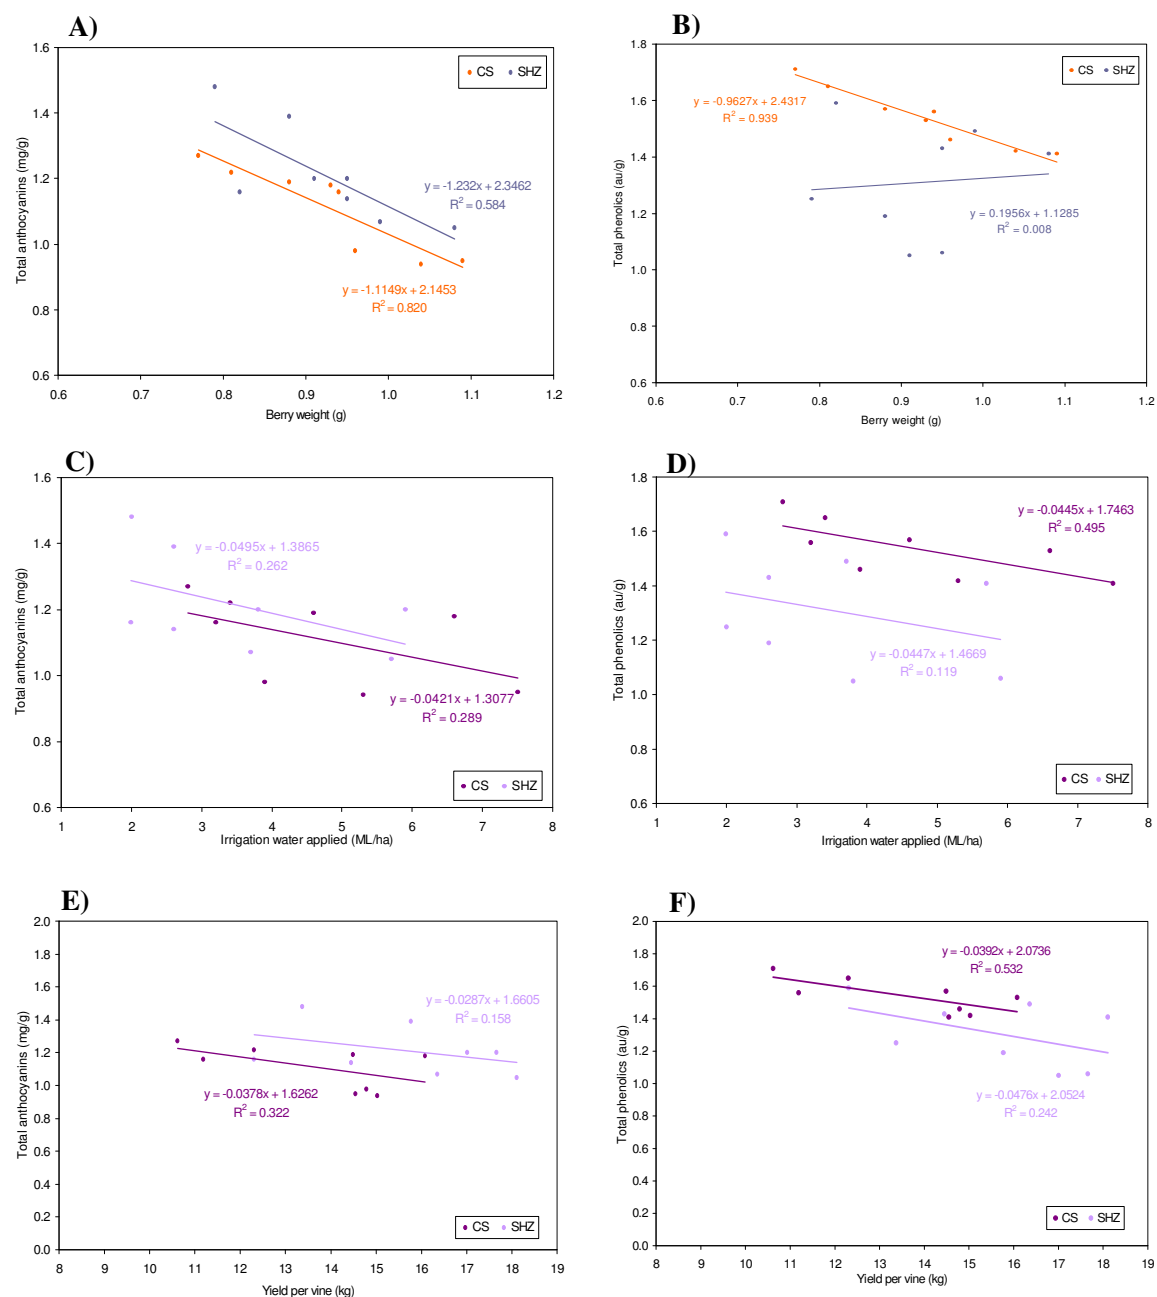 A)
1.6
1.4
1.2
1.0
0.8
0.6
Total anthocyanins (mg/g)
CS SHZ
y = -1.232x + 2.3462
R² = 0.584
y = -1.1149x + 2.1453
R² = 0.820
0.6 0.7 0.8 0.9 1.0 1.1 1.2
Berry weight (g)
B)
1.8
1.6
1.4
1.2
1.0
0.8
0.6
Total phenolics (au/g)
CS SHZ
y = -0.9627x + 2.4317
R² = 0.939
y = 0.1956x + 1.1285
R² = 0.008
0.6 0.7 0.8 0.9 1.0 1.1 1.2
Berry weight (g)
C)
1.6
1.4
1.2
1.0
0.8
0.6
Total anthocyanins (mg/g)
y = -0.0495x + 1.3865
R² = 0.262
y = -0.0421x + 1.3077
R² = 0.289
CS SHZ
1 2 3 4 5 6 7 8
Irrigation water applied (ML/ha)
D)
1.8
1.6
1.4
1.2
1.0
0.8
0.6
Total phenolics (au/g)
y = -0.0445x + 1.7463
R² = 0.495
y = -0.0447x + 1.4669
R² = 0.119
CS SHZ
1 2 3 4 5 6 7 8
Irrigation water applied (ML/ha)
E)
2.0
1.8
1.6
1.4
1.2
1.0
0.8
0.6
0.4
0.2
0.0
Total anthocyanins (mg/g)
y = -0.0287x + 1.6605
R² = 0.158
y = -0.0378x + 1.6262
R² = 0.322
CS SHZ
8 9 10 11 12 13 14 15 16 17 18 19
Yield per vine (kg)
F)
2.0
1.8
1.6
1.4
1.2
1.0
0.8
0.6
0.4
0.2
0.0
Total phenolics (au/g)
y = -0.0392x + 2.0736
R² = 0.532
y = -0.0476x + 2.0524
R² = 0.242
CS SHZ
8 9 10 11 12 13 14 15 16 17 18 19
Yield per vine (kg)